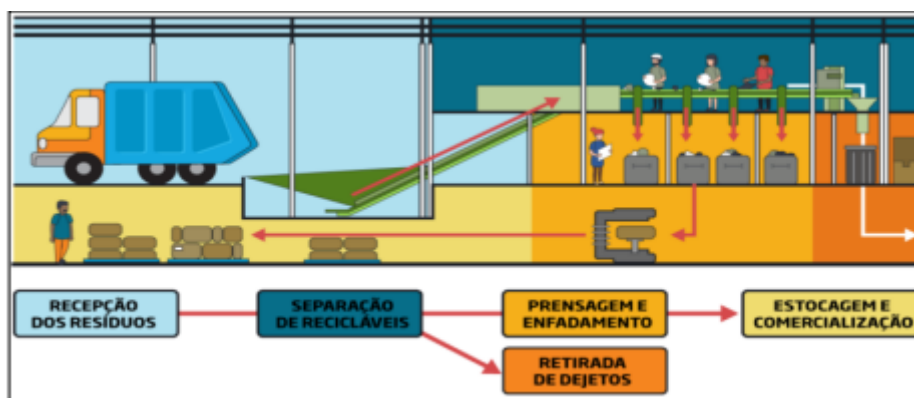 RECEPÇÃO
DOS RESÍDUOS
SEPARAÇÃO
DE RECICLÁVEIS
PRENSAGEM E
ENFADAMENTO
ESTOCAGEM E
COMERCIALIZAÇÃO
RETIRADA
DE DEJETOS